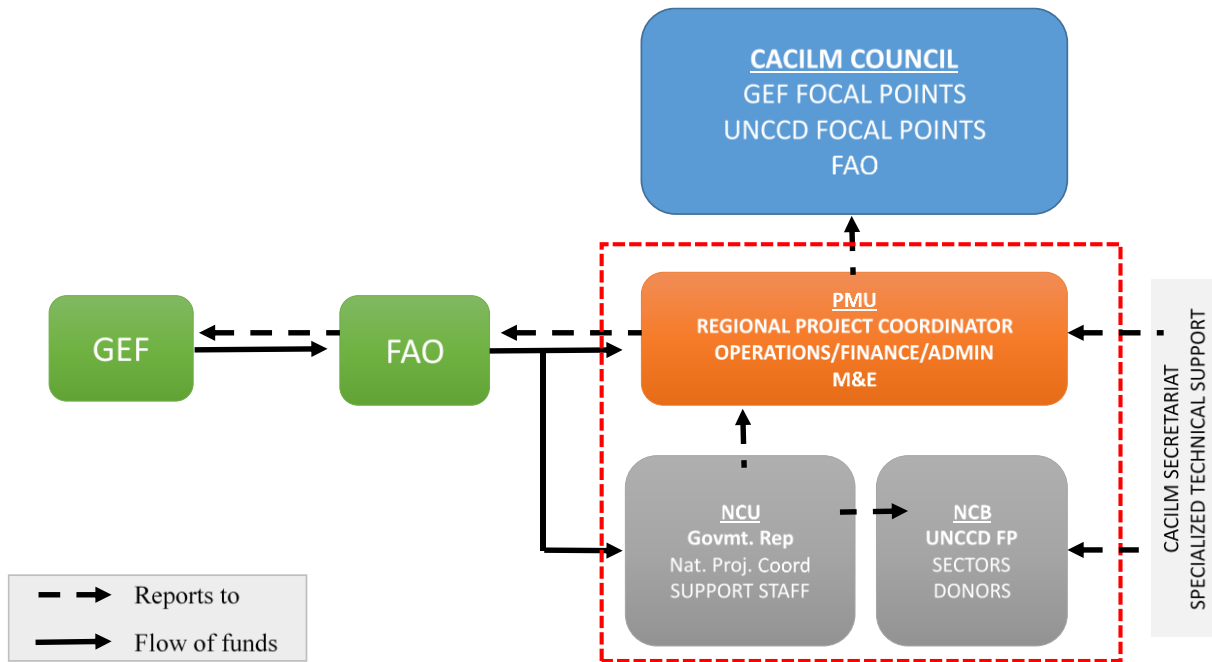 CACILM COUNCIL
GEF FOCAL POINTS
UNCCD FOCAL POINTS
FAO
GEF
FAO
PMU
REGIONAL PROJECT COORDINATOR
OPERATIONS/FINANCE/ADMIN
M&E
NCU
Govmt. Rep
Nat. Proj. Coord
SUPPORT STAFF
NCB
UNCCD FP
SECTORS
DONORS
CACILM SECRETARIAT
SPECIALIZED TECHNICAL SUPPORT
Reports to
Flow of funds